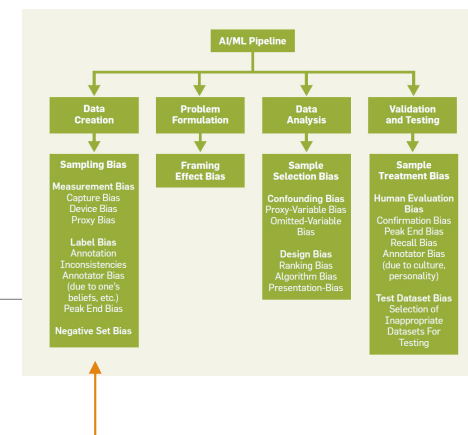 AI/ML Pipeline
Data
Creation
Problem
Formulation
Data
Analysis
Validation
and Testing
Sampling Bias
Measurement Bias
Capture Bias
Device Bias
Proxy Bias
Label Bias
Annotation
Inconsistencies
Annotator Bias
(due to one's
beliefs, etc.)
Peak End Bias
Negative Set Bias
Framing
Effect Bias
Sample
Selection Bias
Confounding Bias
Proxy-Variable Bias
Omitted-Variable
Bias
Design Bias
Ranking Bias
Algorithm Bias
Presentation-Bias
Sample
Treatment Bias
Human Evaluation
Bias
Confirmation Bias
Peak End Bias
Recall Bias
Annotator Bias
(due to culture,
personality)
Test Dataset Bias
Selection of
Inappropriate
Datasets For
Testing